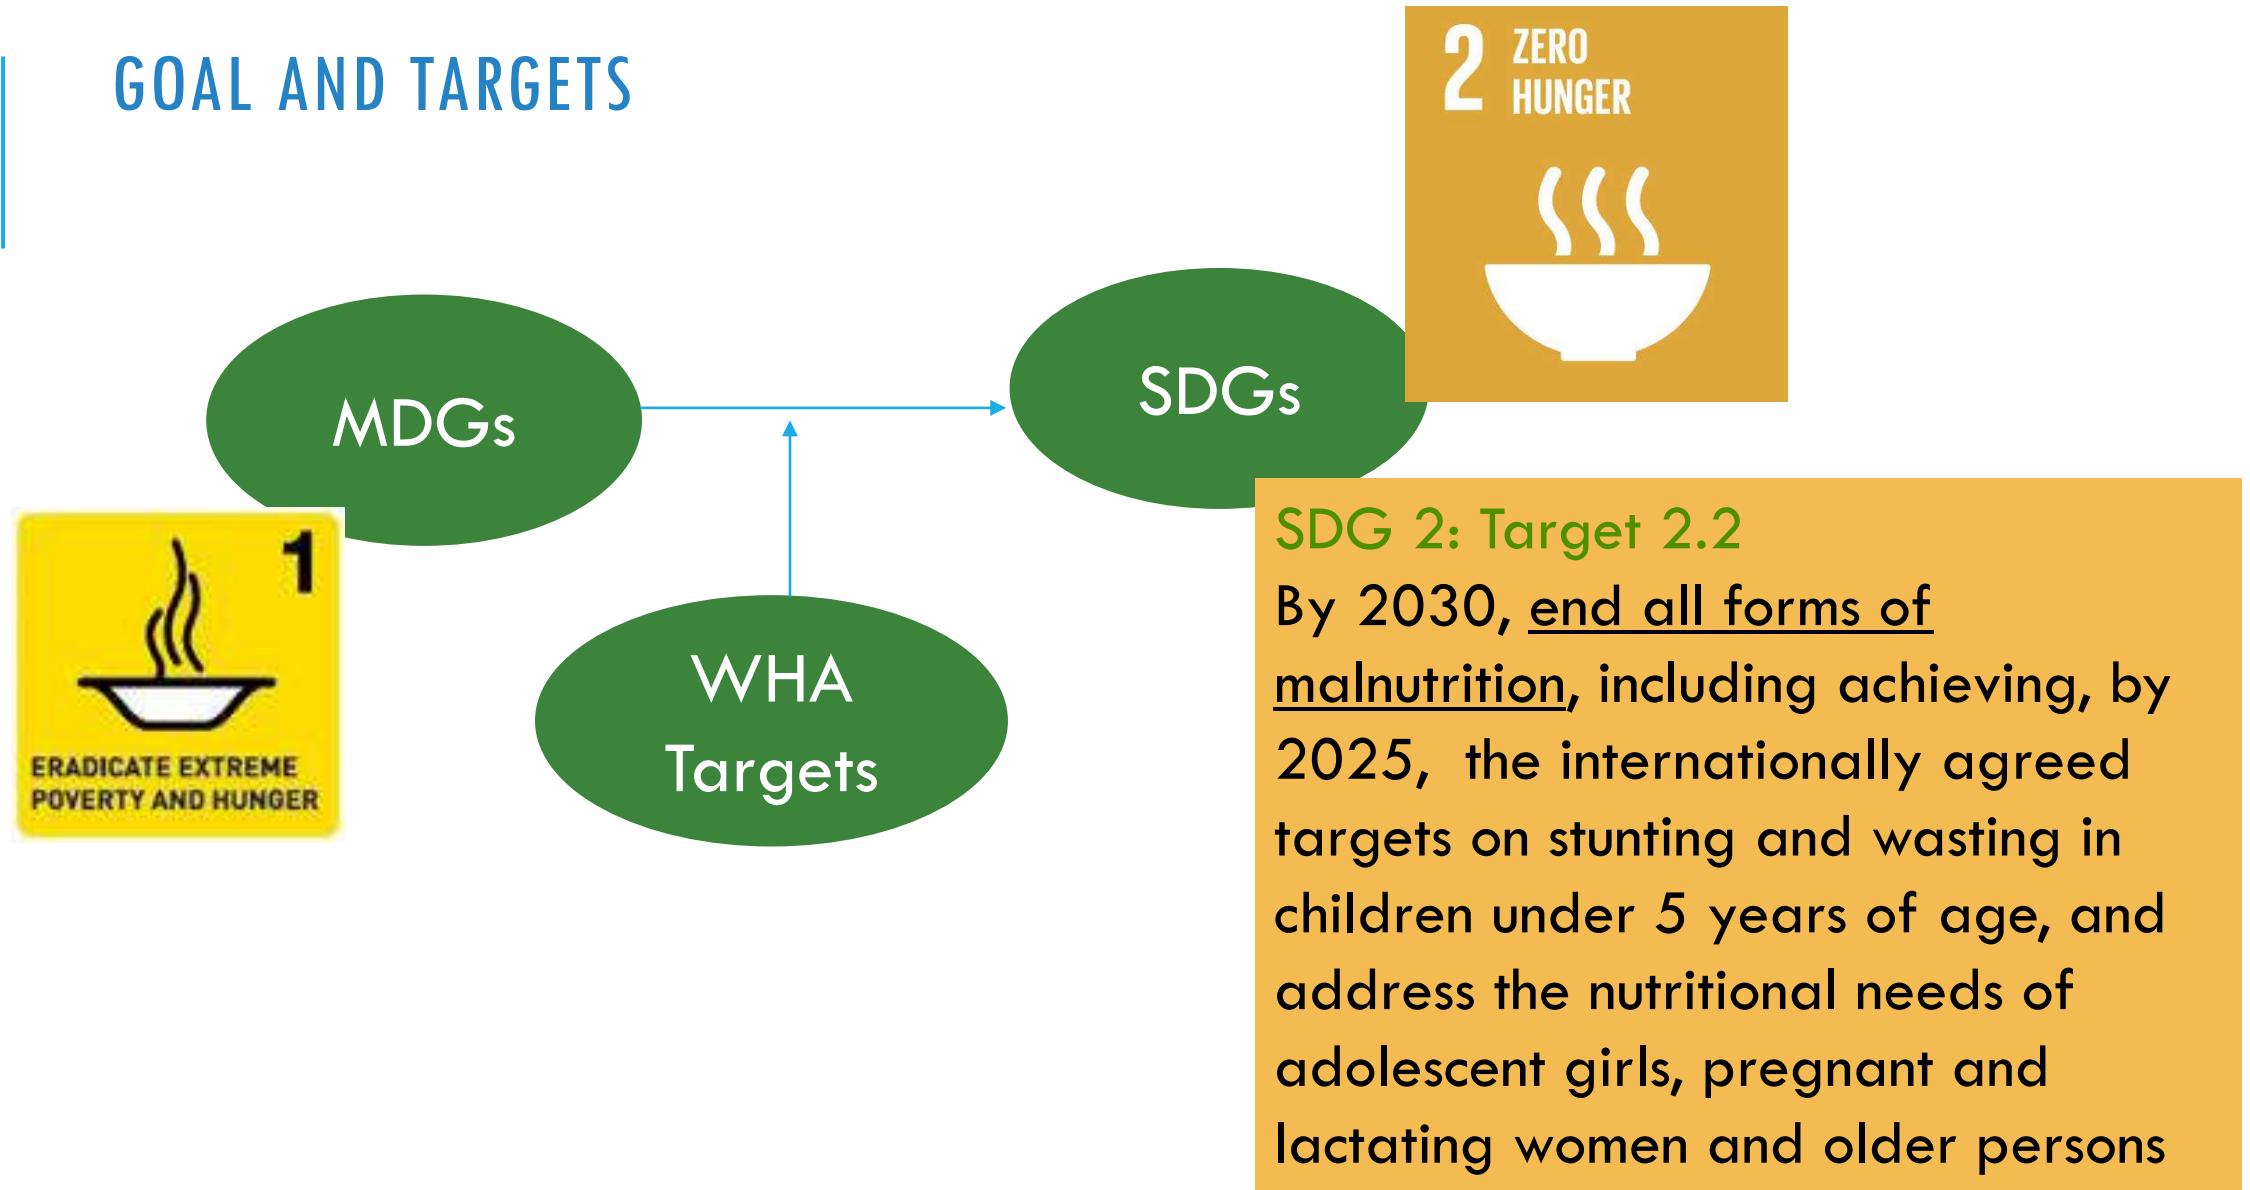 GOAL AND TARGETS
2 ZERO
HUNGER
MDGs
SDGs
1
ERADICATE EXTREME
POVERTY AND HUNGER
WHA
Targets
SDG 2: Target 2.2
By 2030, end all forms of
malnutrition, including achieving, by
2025, the internationally agreed
targets on stunting and wasting in
children under 5 years of age, and
address the nutritional needs of
adolescent girls, pregnant and
lactating women and older persons